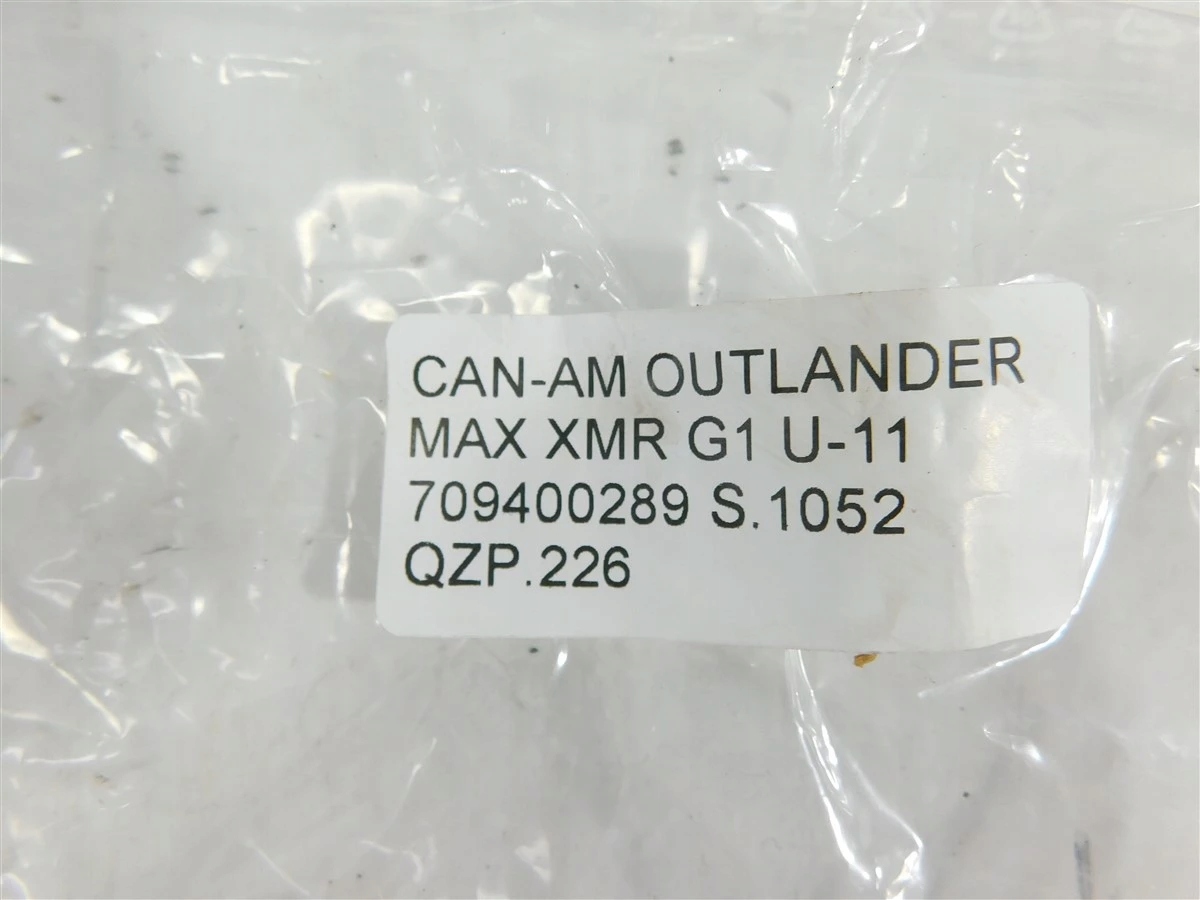 CAN-AM OUTLANDER
MAX XMR G1 U-11
709400289 S.1052
QZP.226